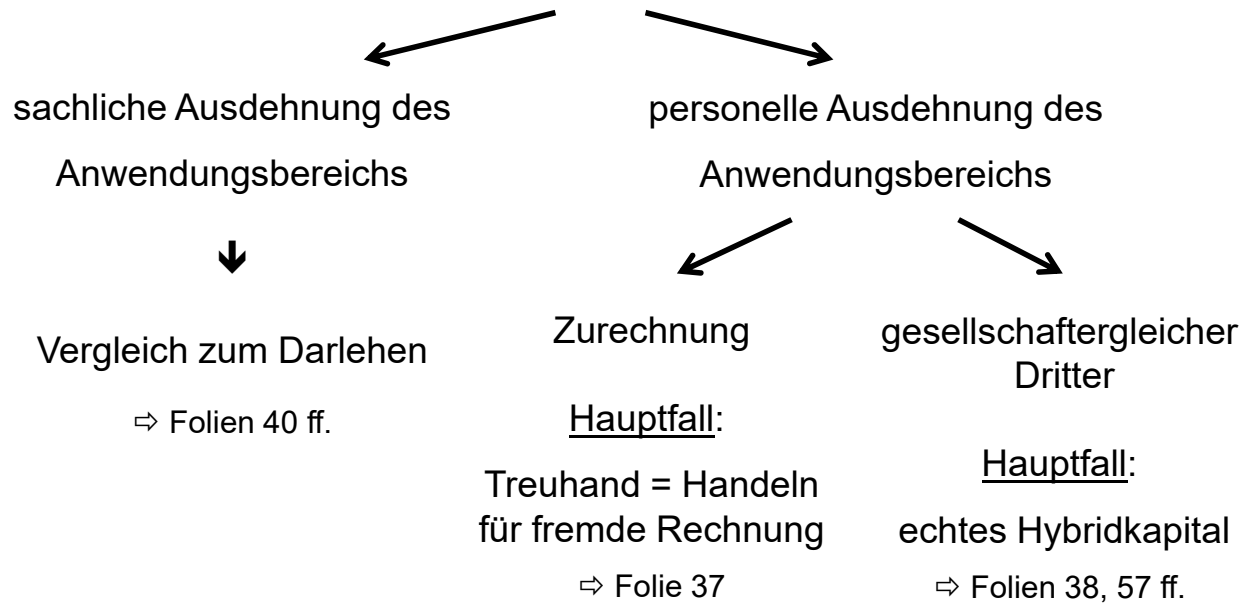 sachliche Ausdehnung des
Anwendungsbereichs
🡻
Vergleich zum Darlehen
⇨ Folien 40 ff.
personelle Ausdehnung des
Anwendungsbereichs
Zurechnung
Hauptfall:
Treuhand = Handeln
für fremde Rechnung
⇨ Folie 37
gesellschaftergleicher
Dritter
Hauptfall:
echtes Hybridkapital
⇨ Folien 38, 57 ff.